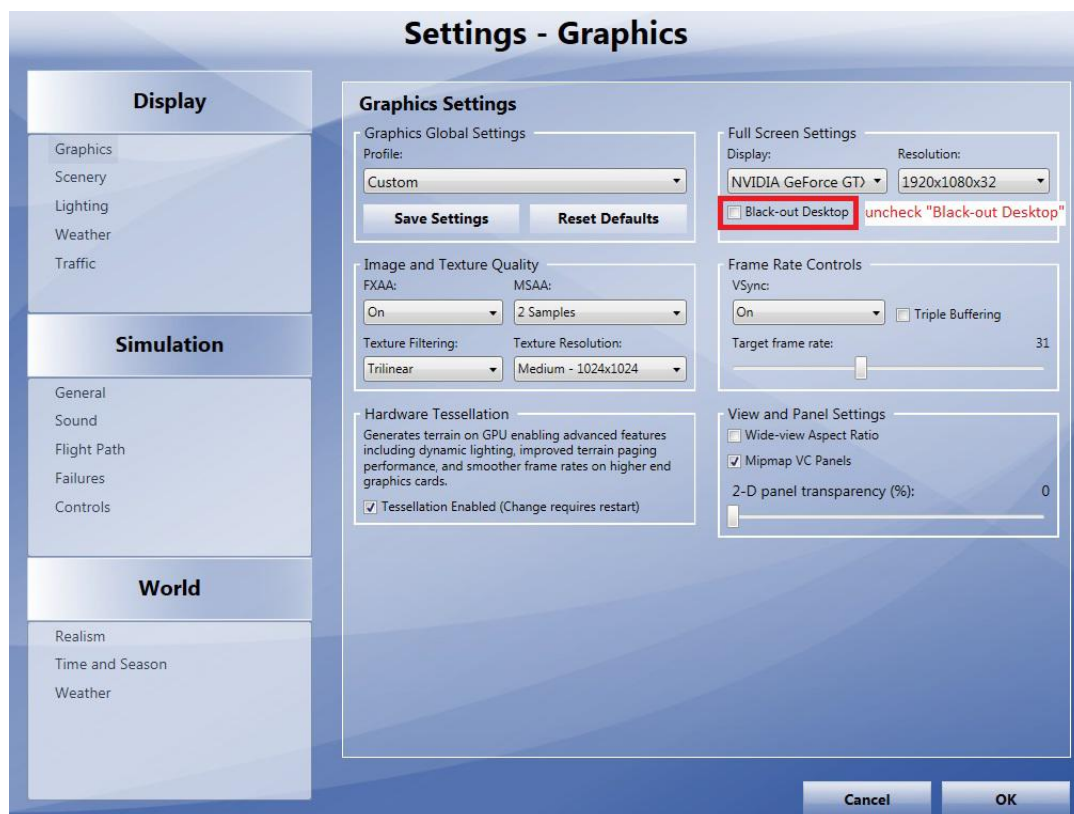 Settings - Graphics
Display
Graphics
Scenery
Lighting
Weather
Traffic
Simulation
General
Sound
Flight Path
Failures
Controls
World
Realism
Time and Season
Weather
Graphics Settings
Graphics Global Settings
Profile:
Custom
Save Settings Reset Defaults
Full Screen Settings
Display: Resolution:
NVIDIA GeForce GTX 1920x1080x32
Black-out Desktop uncheck "Black-out Desktop"
Image and Texture Quality
FXAA: MSAA:
On 2 Samples
Texture Filtering: Texture Resolution:
Trilinear Medium - 1024x1024
Frame Rate Controls
VSync:
On Triple Buffering
Target frame rate: 31
Hardware Tessellation
Generates terrain on GPU enabling advanced features
including dynamic lighting, improved terrain paging
performance, and smoother frame rates on higher end
graphics cards.
Tessellation Enabled (Change requires restart)
View and Panel Settings
Wide-view Aspect Ratio
Mipmap VC Panels
2-D panel transparency (%): 0
Cancel OK